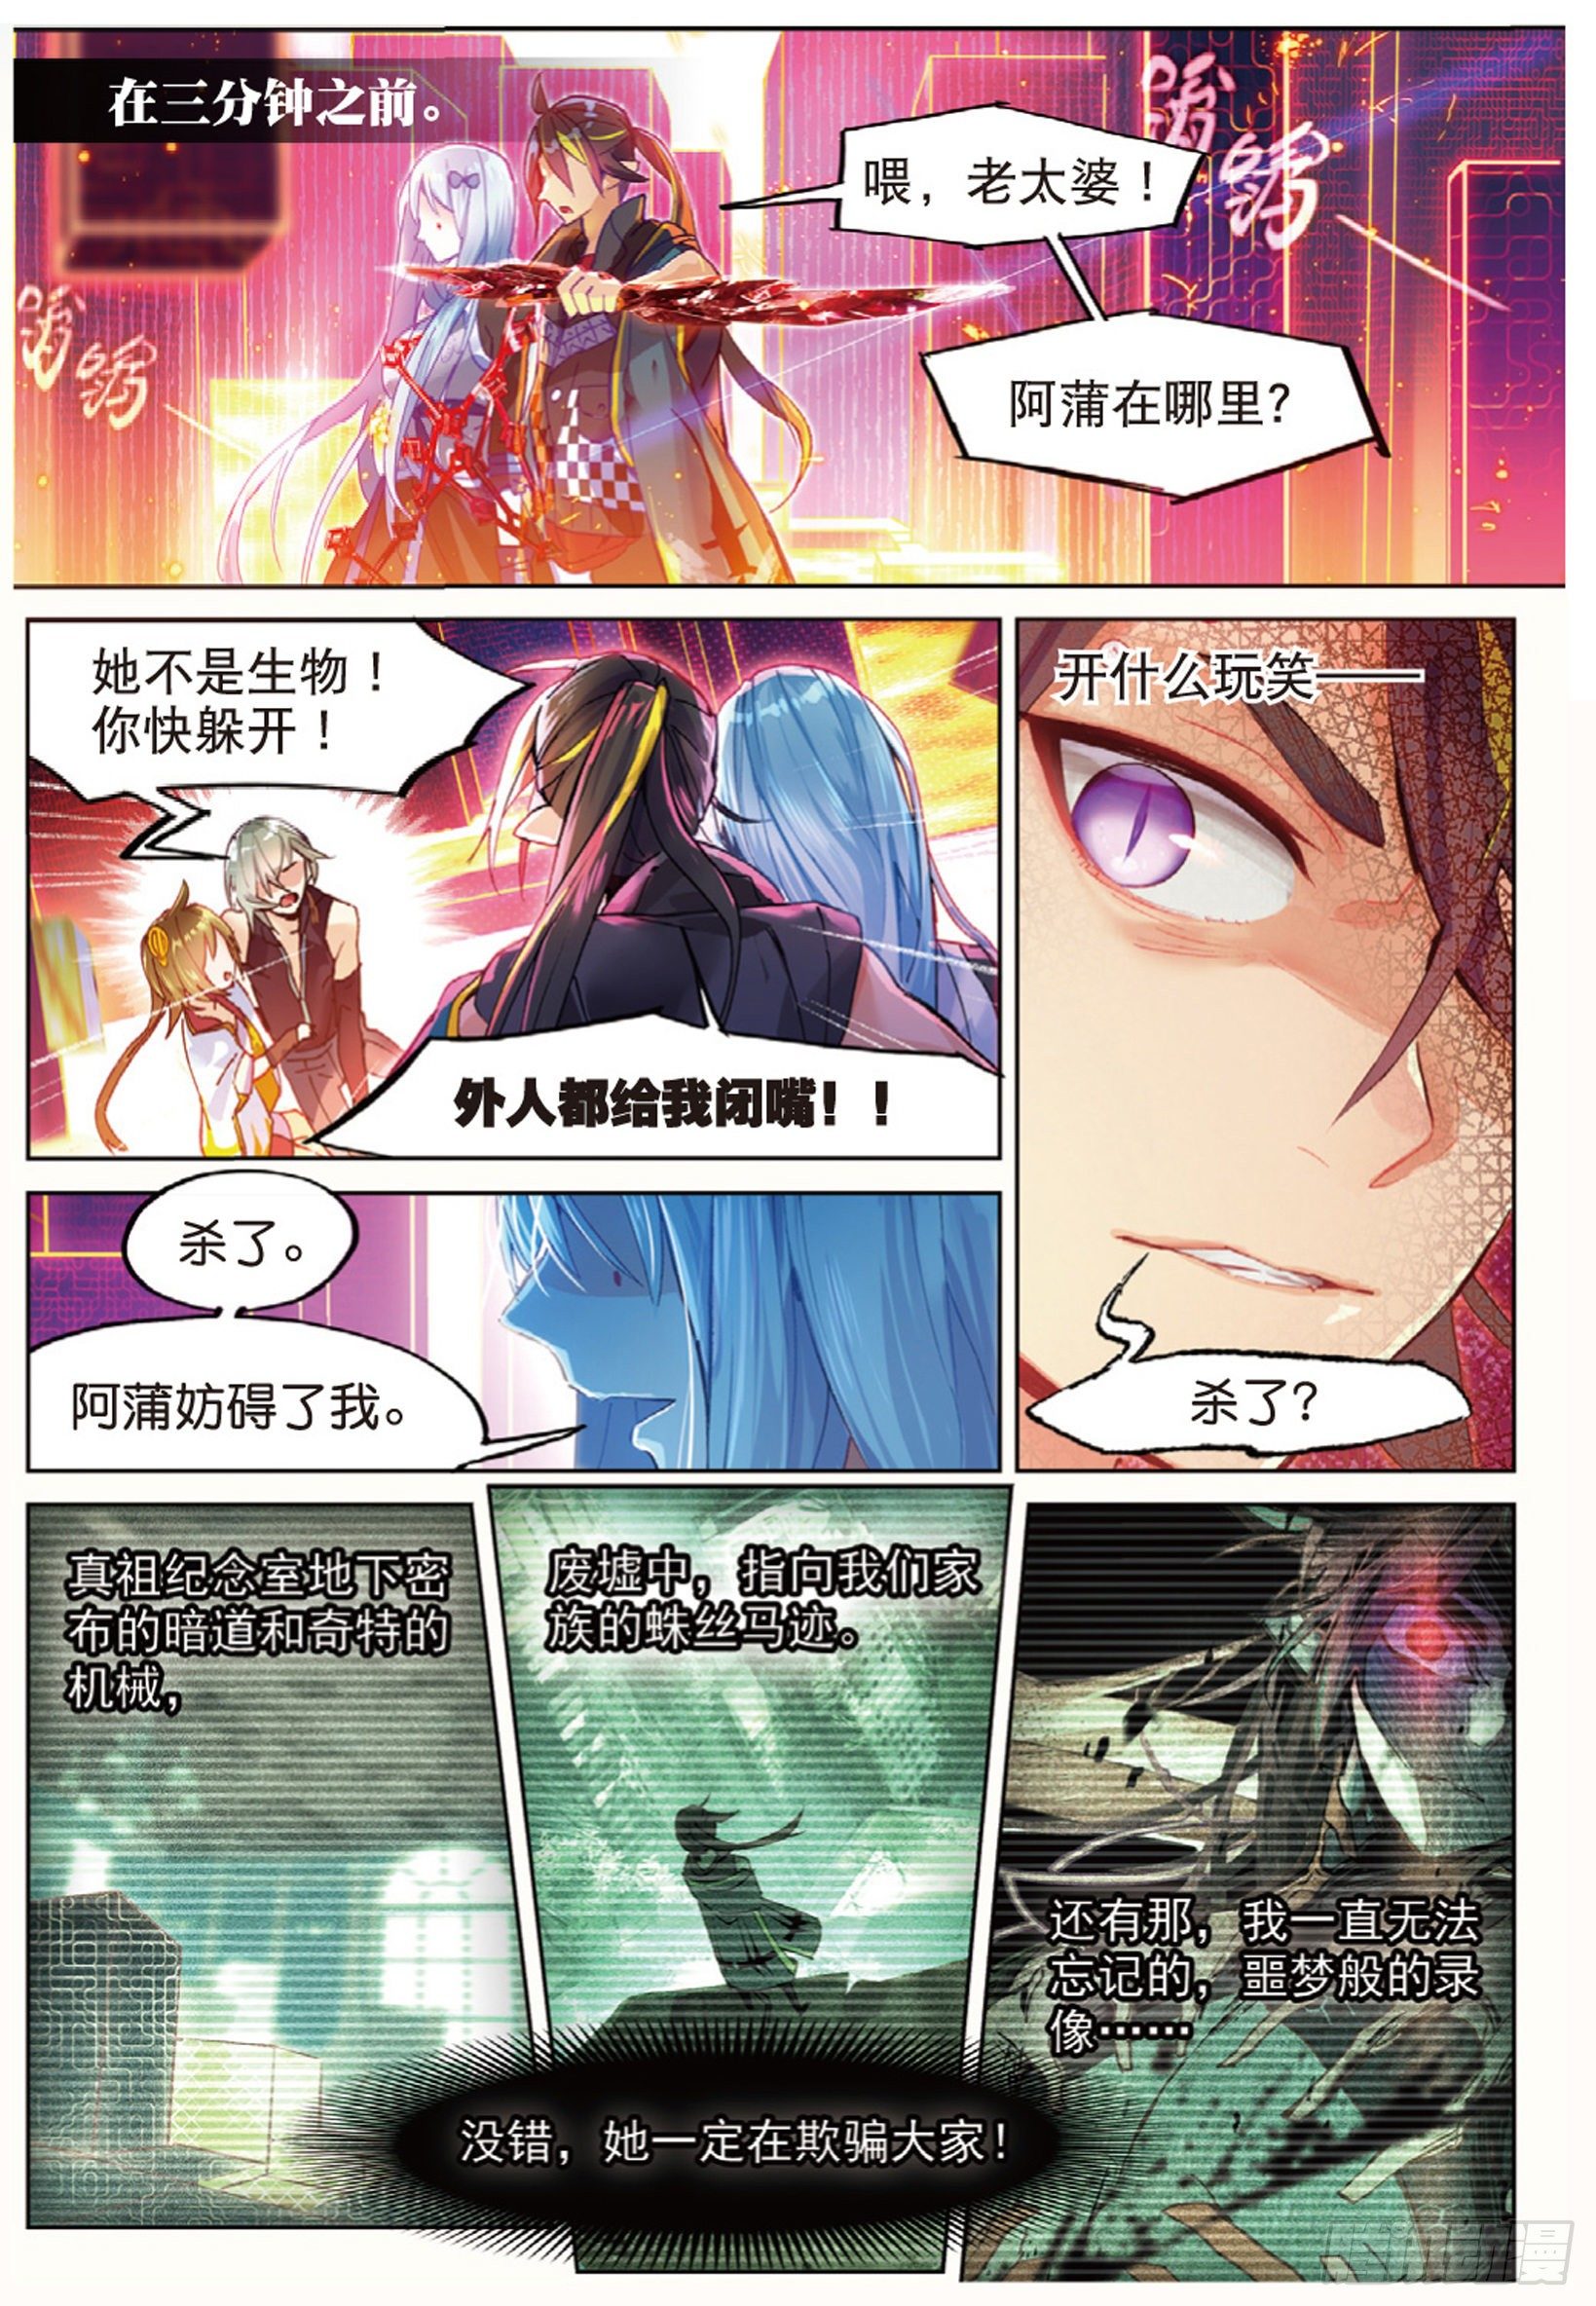 在三分钟之前。
喂，老太婆！
阿蒲在哪里？
她不是生物！
你快躲开！
外人都给我闭嘴！！
开什么玩笑——
杀了。
阿蒲妨碍了我。
杀了？
真祖纪念室地下密
布的暗道和奇特的
机械，
废墟中，指向我们家
族的蛛丝马迹。
还有那，我一直无法
忘记的，噩梦般的录
像……
没错，她一定在欺骗大家！